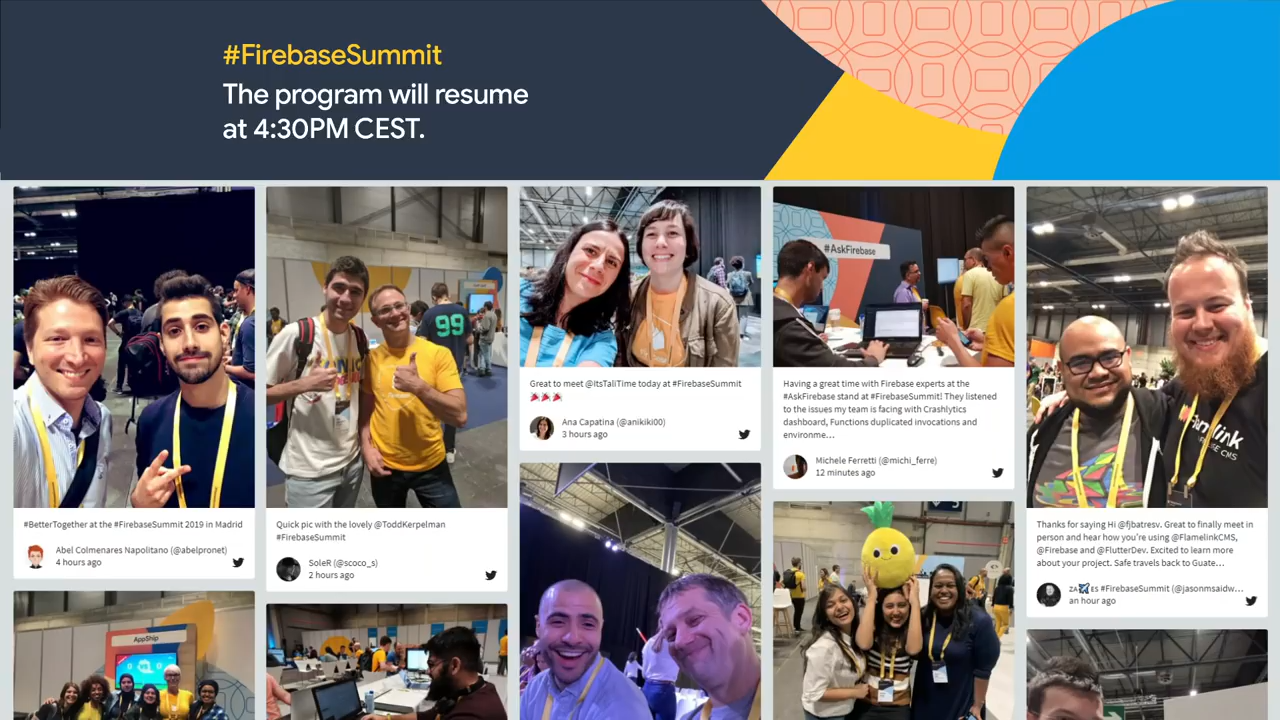 #FirebaseSummit
The program will resume
at 4:30PM CEST.
#BetterTogether at the #FirebaseSummit 2019 in Madrid
Abel Colmenares Napolitano (@abelpronet)
4 hours ago
AppShip
99
Quick pic with the lovely @ToddKerpelman
#FirebaseSummit
SoleR (@scoco_s)
2 hours ago
Great to meet @itsTaliTime today at #FirebaseSummit
Ana Capatina (@anikiki00)
3 hours ago
#AskFirebase
Having a great time with Firebase experts at the
#AskFirebase stand at #FirebaseSummit! They listened
to the issues my team is facing with Crashlytics
dashboard, Functions duplicated invocations and
environme…
Michele Ferretti (@michi_ferre)
12 minutes ago
Thanks for saying Hi @fjbatresv. Great to finally meet in
person and hear how you're using @FlamelinkCMS,
@Firebase and @FlutterDev. Excited to learn more
about your project. Safe travels back to Guate…
ZA ES #FirebaseSummit (@jasonmsaidw…
an hour ago